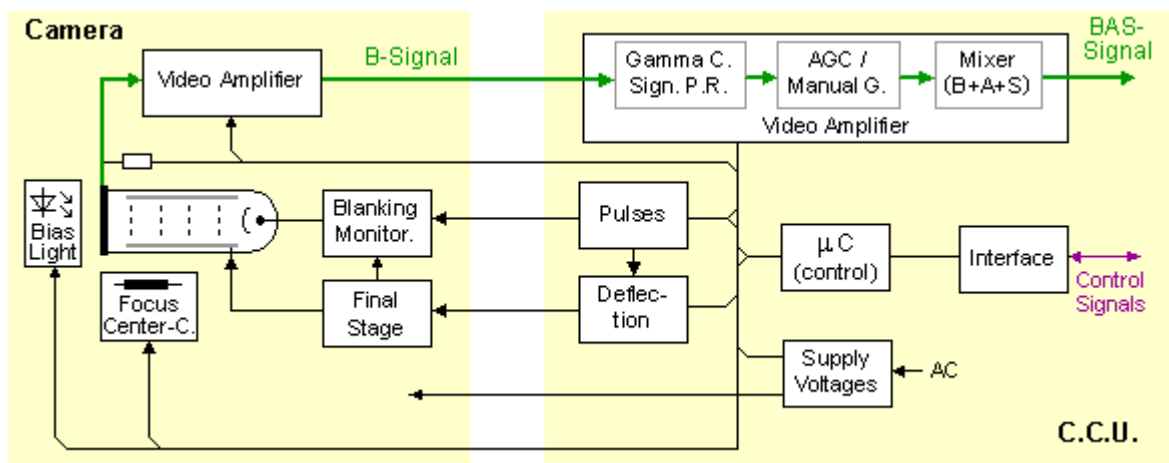 Camera
Video Amplifier
B-Signal
Gamma C.
Sign. P.R.
AGC /
Manual G.
Mixer
(B+A+S)
Video Amplifier
BAS-
Signal
Bias
Light
Blanking
Monitor.
Pulses
μC
(control)
Interface
Control
Signals
Focus
Center-C.
Final
Stage
Deflec-
tion
Supply
Voltages
AC
C.C.U.